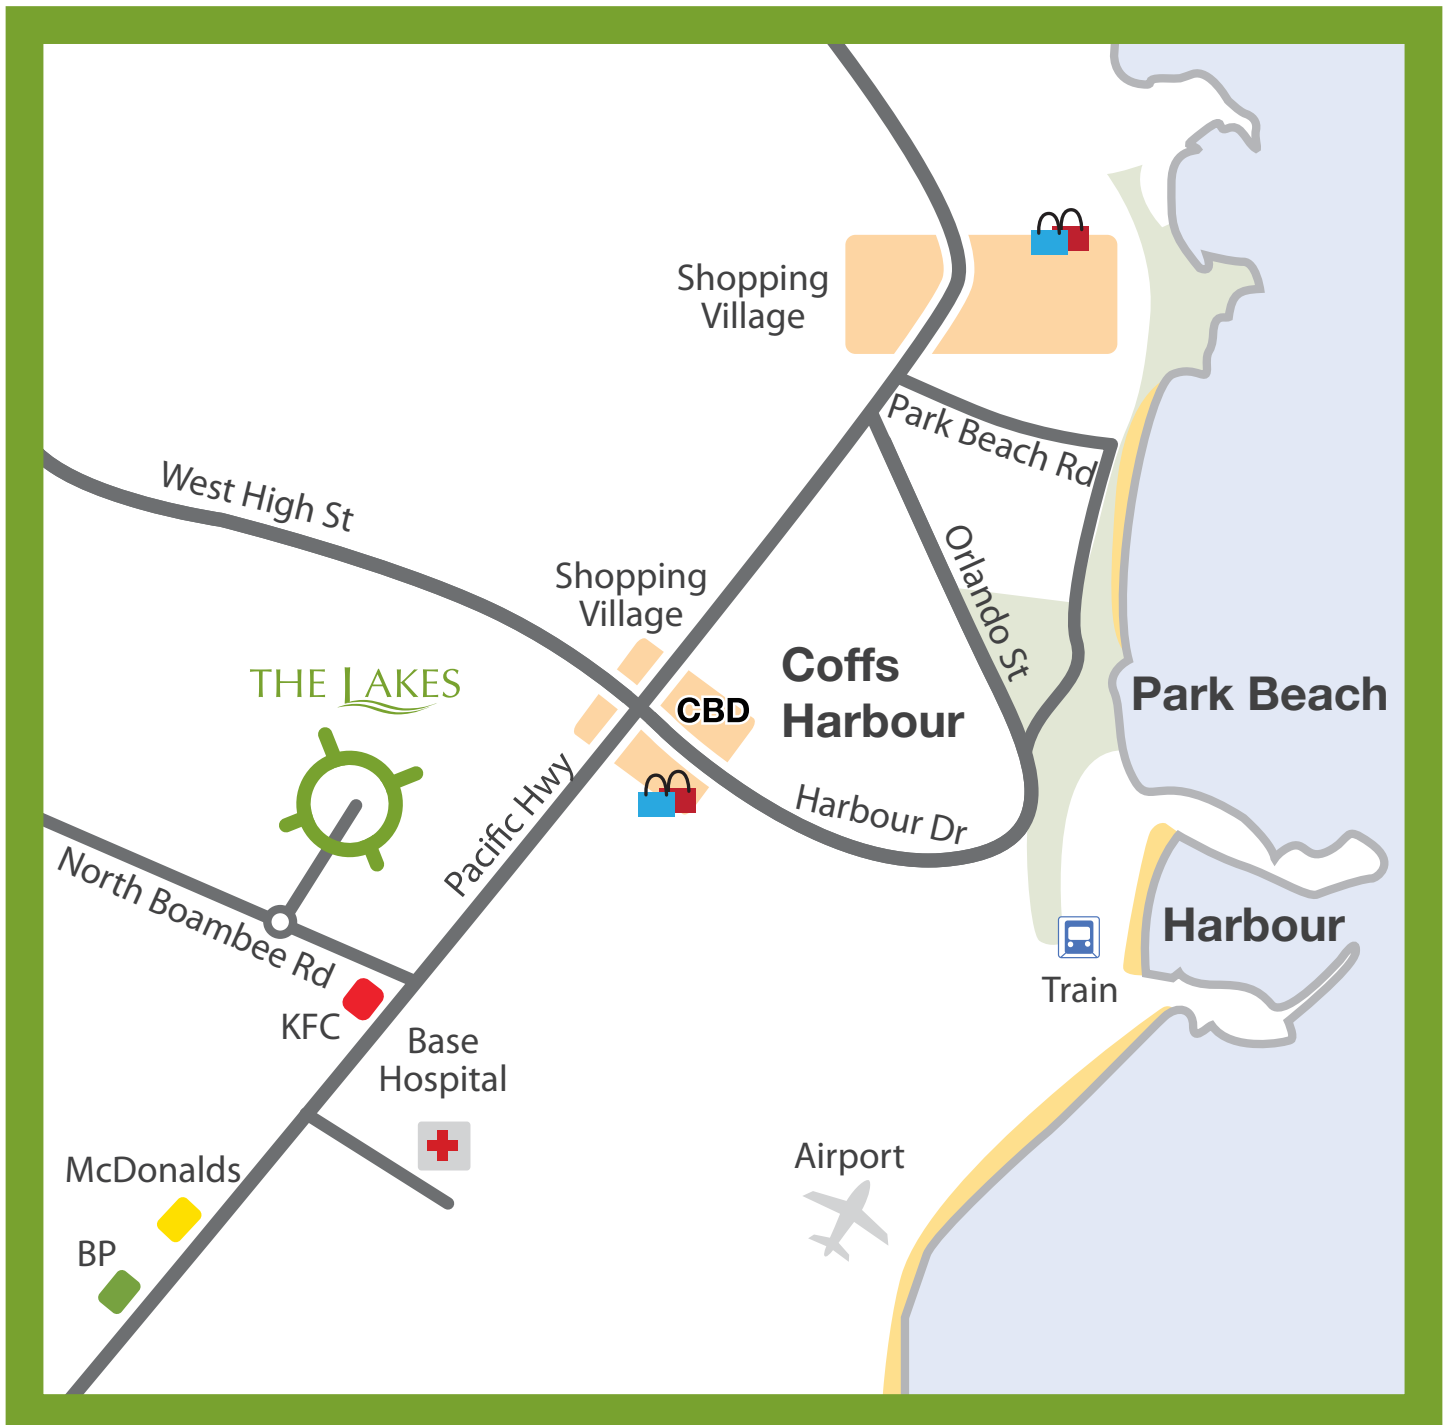 Shopping
Village
Park Beach Rd
West High St
Orlando St
Shopping
Village
Coffs
Harbour
THE LAKES
CBD
Park Beach
Pacific Hwy
Harbour Dr
North Boambee Rd
Harbour
Train
KFC
Base
Hospital
Airport
McDonalds
BP